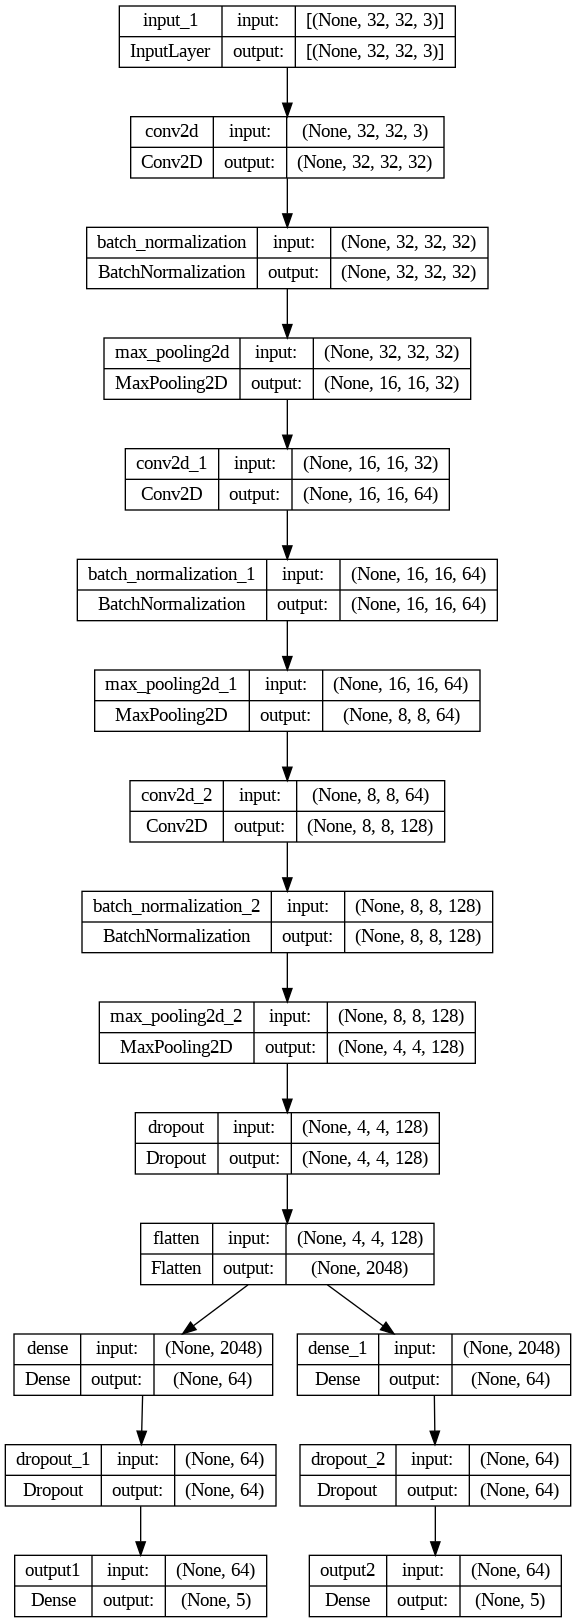 input_1 input: [(None, 32, 32, 3)]
InputLayer output: [(None, 32, 32, 3)]
conv2d input: (None, 32, 32, 3)
Conv2D output: (None, 32, 32, 32)
batch_normalization input: (None, 32, 32, 32)
BatchNormalization output: (None, 32, 32, 32)
max_pooling2d input: (None, 32, 32, 32)
MaxPooling2D output: (None, 16, 16, 32)
conv2d_1 input: (None, 16, 16, 32)
Conv2D output: (None, 16, 16, 64)
batch_normalization_1 input: (None, 16, 16, 64)
BatchNormalization output: (None, 16, 16, 64)
max_pooling2d_1 input: (None, 16, 16, 64)
MaxPooling2D output: (None, 8, 8, 64)
conv2d_2 input: (None, 8, 8, 64)
Conv2D output: (None, 8, 8, 128)
batch_normalization_2 input: (None, 8, 8, 128)
BatchNormalization output: (None, 8, 8, 128)
max_pooling2d_2 input: (None, 8, 8, 128)
MaxPooling2D output: (None, 4, 4, 128)
dropout input: (None, 4, 4, 128)
Dropout output: (None, 4, 4, 128)
flatten input: (None, 4, 4, 128)
Flatten output: (None, 2048)
dense input: (None, 2048)
Dense output: (None, 64)
dense_1 input: (None, 2048)
Dense output: (None, 64)
dropout_1 input: (None, 64)
Dropout output: (None, 64)
dropout_2 input: (None, 64)
Dropout output: (None, 64)
output1 input: (None, 64)
Dense output: (None, 5)
output2 input: (None, 64)
Dense output: (None, 5)